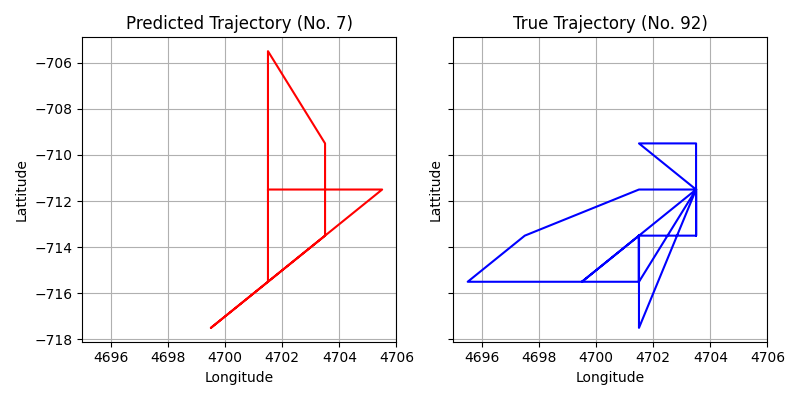 Predicted Trajectory (No. 7)
True Trajectory (No. 92)
Lattitude
−706
−708
−710
−712
−714
−716
−718
4696 4698 4700 4702 4704 4706
Longitude
Lattitude
4696 4698 4700 4702 4704 4706
Longitude